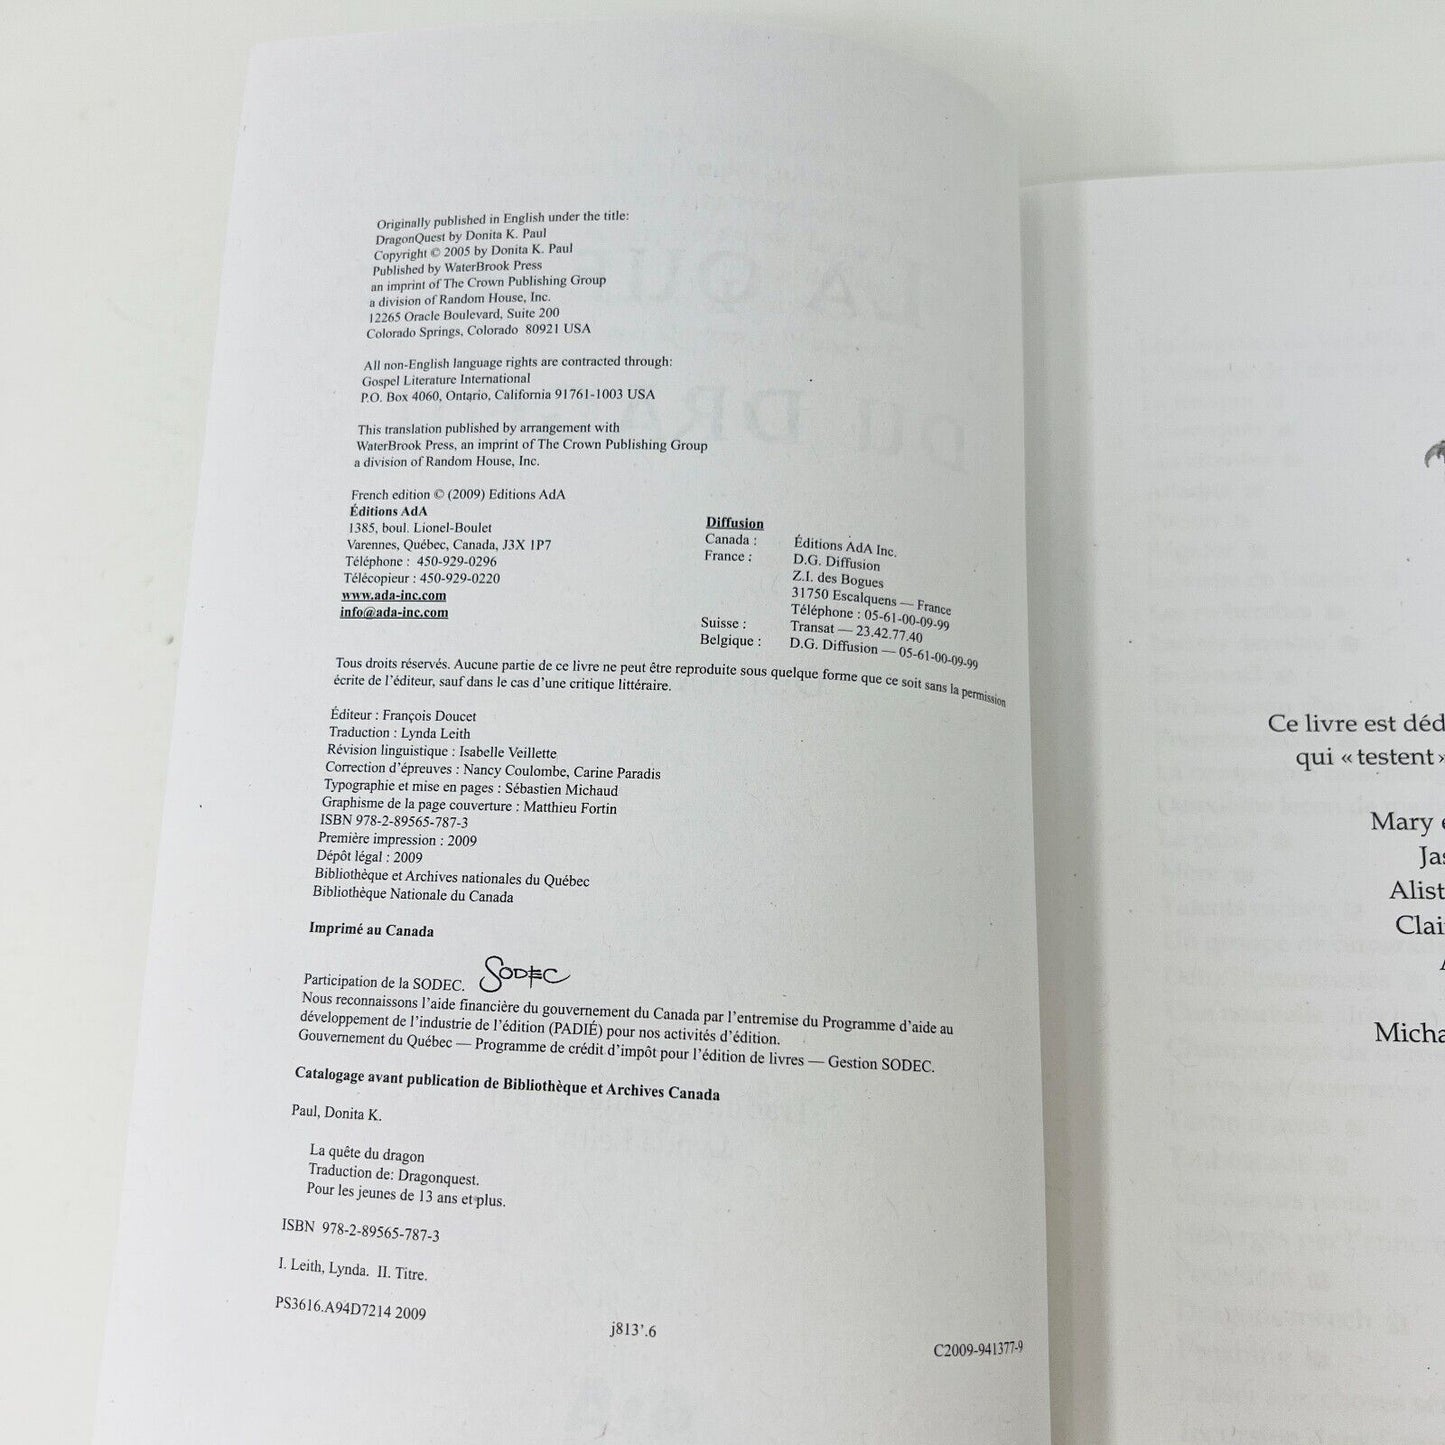 Originally published in English under the title:
DragonQuest by Donita K. Paul
Copyright © 2005 by Donita K. Paul
Published by WaterBrook Press
an imprint of The Crown Publishing Group
a division of Random House, Inc.
12265 Oracle Boulevard, Suite 200
Colorado Springs, Colorado 80921 USA
All non-English language rights are contracted through:
Gospel Literature International
P.O. Box 4060, Ontario, California 91761-1003 USA
This translation published by arrangement with
WaterBrook Press, an imprint of The Crown Publishing Group
a division of Random House, Inc.
French edition © (2009) Editions AdA
Éditions AdA
1385, boul. Lionel-Boulet
Varennes, Québec, Canada, J3X 1P7
Téléphone : 450-929-0296
Télécopieur : 450-929-0220
www.ada-inc.com
info@ada-inc.com
Diffusion
Canada : Éditions AdA Inc.
France : D.G. Diffusion
Z.I. des Bogues
31750 Escalquens — France
Téléphone : 05-61-00-09-99
Suisse : Transat — 23.42.77.40
Belgique : D.G. Diffusion — 05-61-00-09-99
Tous droits réservés. Aucune partie de ce livre ne peut être reproduite sous quelque forme que ce soit sans la permission
écrite de l'éditeur, sauf dans le cas d'une critique littéraire.
Éditeur : François Doucet
Traduction : Lynda Leith
Révision linguistique : Isabelle Veillette
Correction d'épreuves : Nancy Coulombe, Carine Paradis
Typographie et mise en pages : Sébastien Michaud
Graphisme de la page couverture : Matthieu Fortin
ISBN 978-2-89565-787-3
Première impression : 2009
Dépôt légal : 2009
Bibliothèque et Archives nationales du Québec
Bibliothèque Nationale du Canada
Imprimé au Canada
Participation de la SODEC. SODEC
Nous reconnaissons l'aide financière du gouvernement du Canada par l'entremise du Programme d'aide au
développement de l'industrie de l'édition (PADIÉ) pour nos activités d'édition.
Gouvernement du Québec — Programme de crédit d'impôt pour l'édition de livres — Gestion SODEC.
Catalogage avant publication de Bibliothèque et Archives Canada
Paul, Donita K.
La quête du dragon
Traduction de: Dragonquest.
Pour les jeunes de 13 ans et plus.
ISBN 978-2-89565-787-3
I. Leith, Lynda. II. Titre.
PS3616.A94D7214 2009
j813'.6
C2009-941377-9
Ce livre est déd
qui « testent »
Mary e
Jas
Alist
Clai
Micha